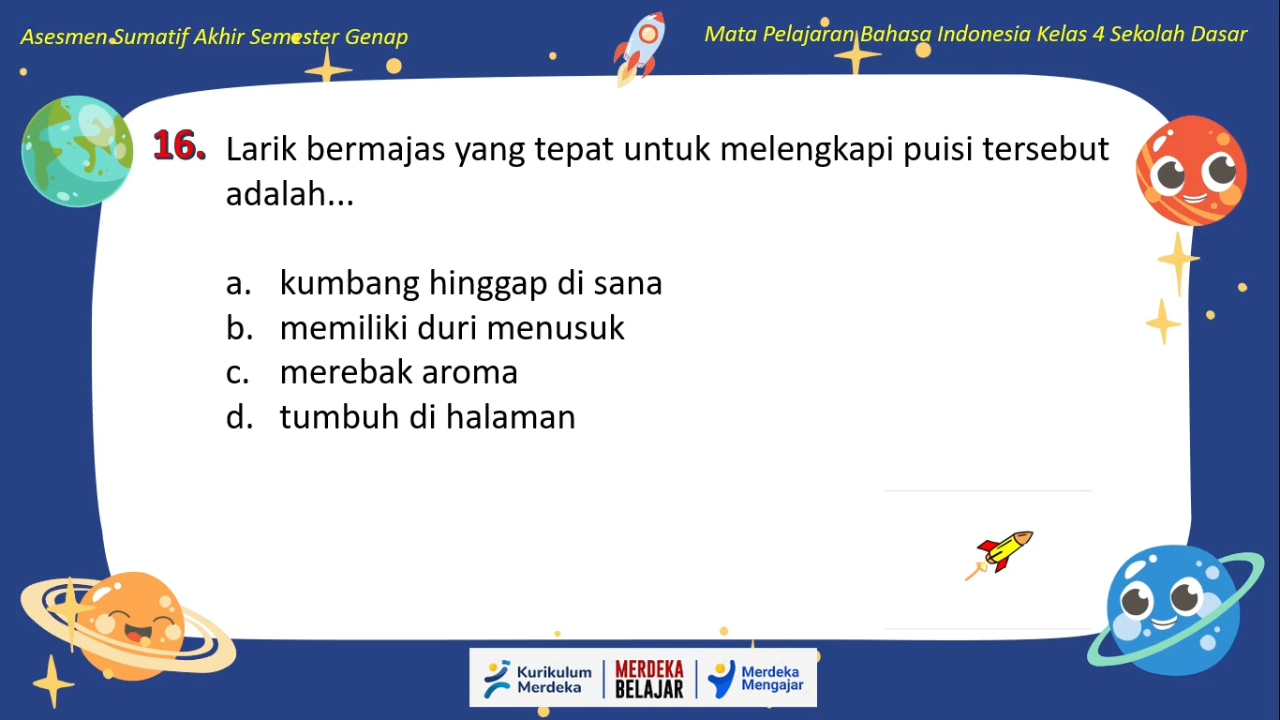 Asesmen Sumatif Akhir Semester Genap
Mata Pelajaran Bahasa Indonesia Kelas 4 Sekolah Dasar
16. Larik bermajas yang tepat untuk melengkapi puisi tersebut
adalah...
a. kumbang hinggap di sana
b. memiliki duri menusuk
c. merebak aroma
d. tumbuh di halaman
Kurikulum
Merdeka
MERDEKA
BELAJAR
Merdeka
Mengajar